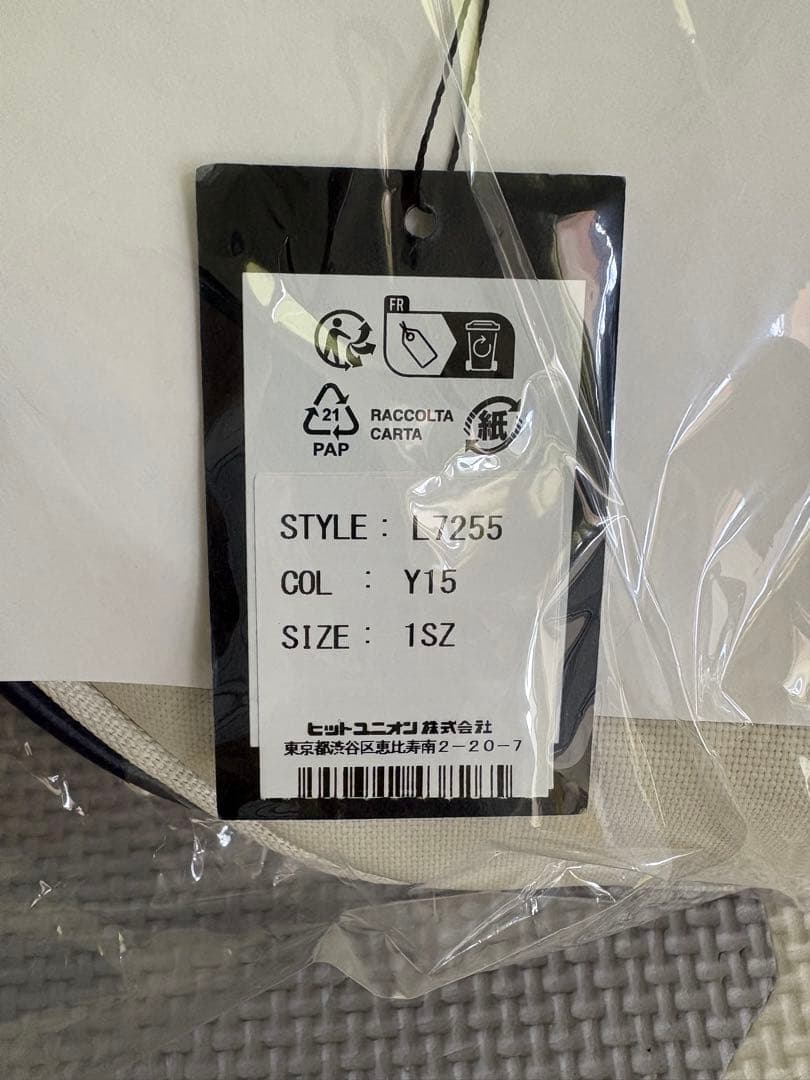 FR
21
PAP
RACCOLTA
CARTA
紙
STYLE : L7255
COL : Y15
SIZE : 1SZ
ヒットユニオン株式会社
東京都渋谷区恵比寿南2-20-7